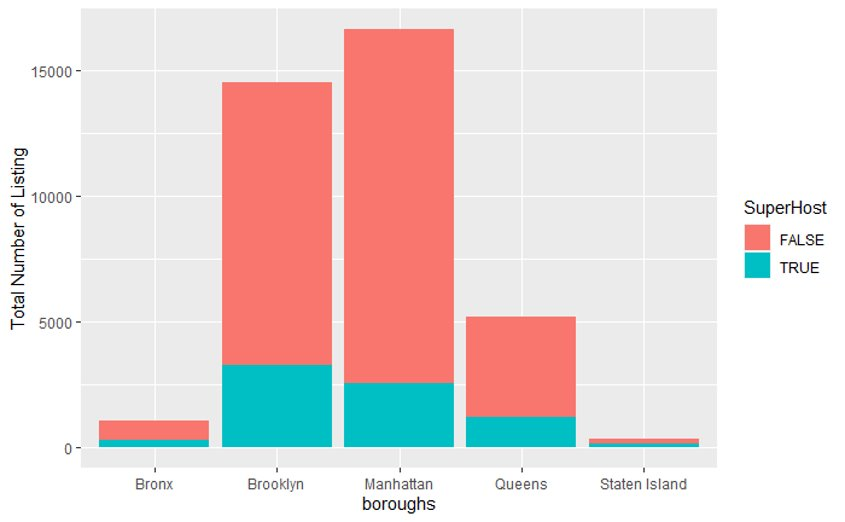 Total Number of Listing
15000
10000
5000
0
Bronx Brooklyn Manhattan Queens Staten Island
boroughs
SuperHost
FALSE
TRUE